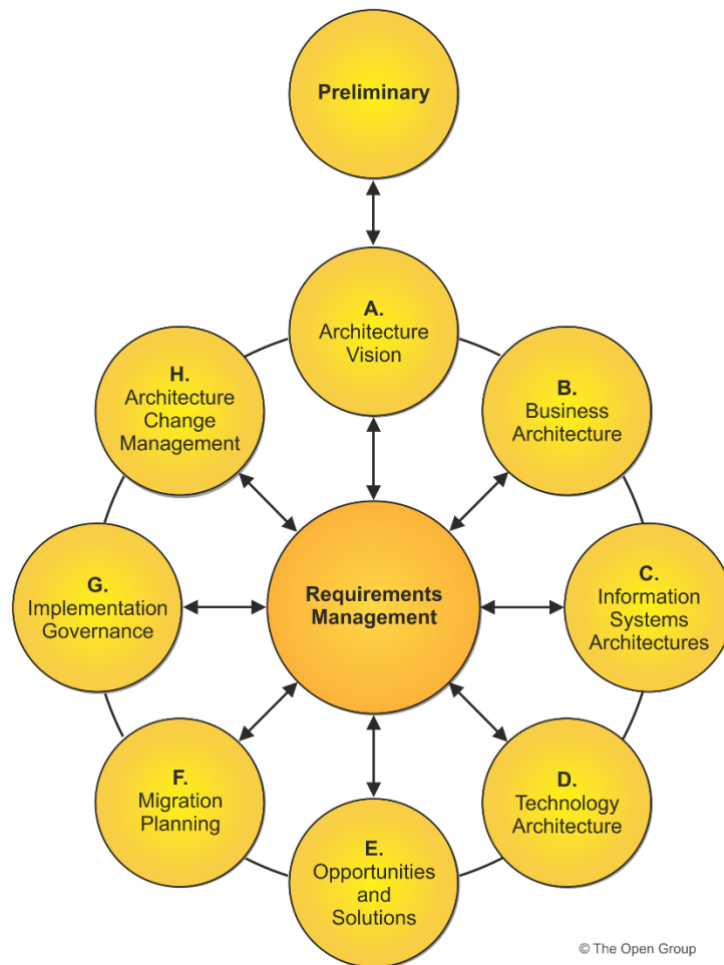 Preliminary
A.
Architecture
Vision
B.
Business
Architecture
C.
Information
Systems
Architectures
D.
Technology
Architecture
E.
Opportunities
and
Solutions
F.
Migration
Planning
G.
Implementation
Governance
H.
Architecture
Change
Management
Requirements
Management
© The Open Group